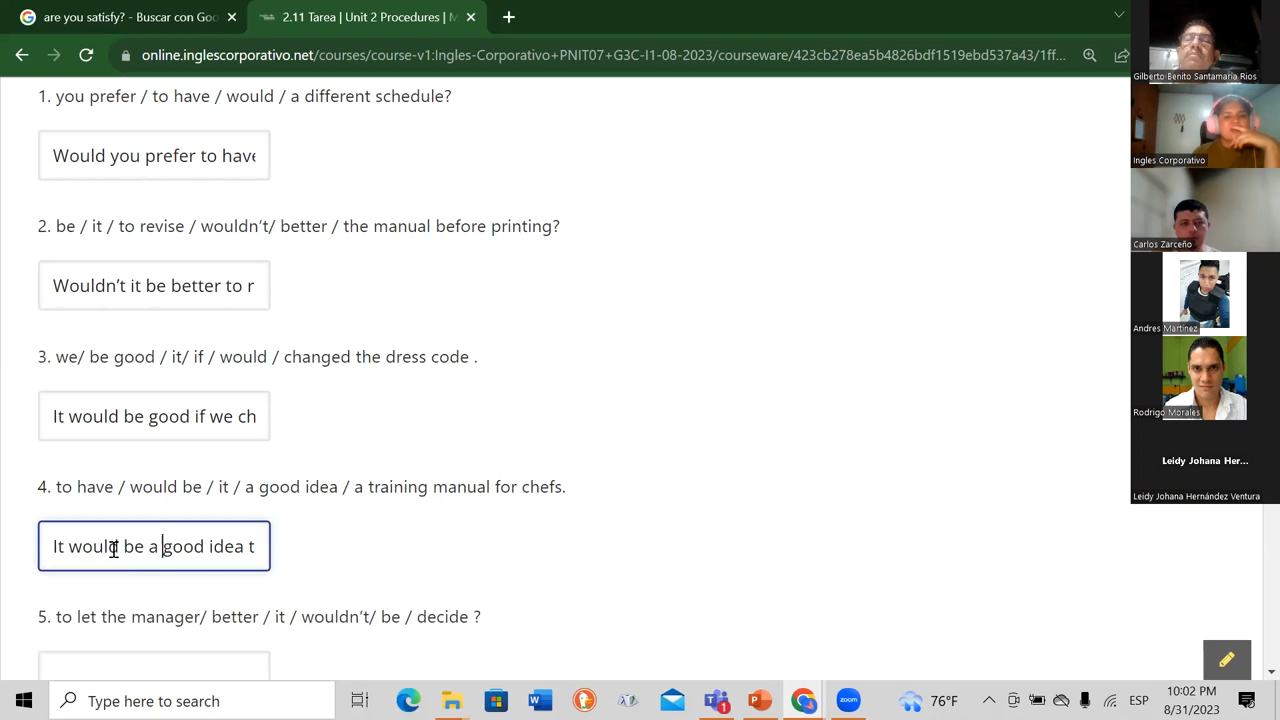 are you satisfy? - Buscar con Goo
2.11 Tarea | Unit 2 Procedures | M
online.inglescorporativo.net/courses/course-v1:Ingles-Corporativo+PNIT07+G3C-I1-08-2023/courseware/423cb278ea5b4826bdf1519ebd537a43/1ff...
1. you prefer / to have / would / a different schedule?
Would you prefer to have
2. be / it / to revise / wouldn’t/ better / the manual before printing?
Wouldn’t it be better to r
3. we/ be good / it/ if / would / changed the dress code .
It would be good if we ch
4. to have / would be / it / a good idea / a training manual for chefs.
It would be a good idea t
5. to let the manager/ better / it / wouldn’t/ be / decide ?
Gilberto Benito Santamaria Rios
Ingles Corporativo
Carlos Zarceño
Andres Martinez
Rodrigo Morales
Leidy Johana Her...
Leidy Johana Hernández Ventura
Type here to search
W
1
P
zoom
76°F
ESP
10:02 PM
8/31/2023